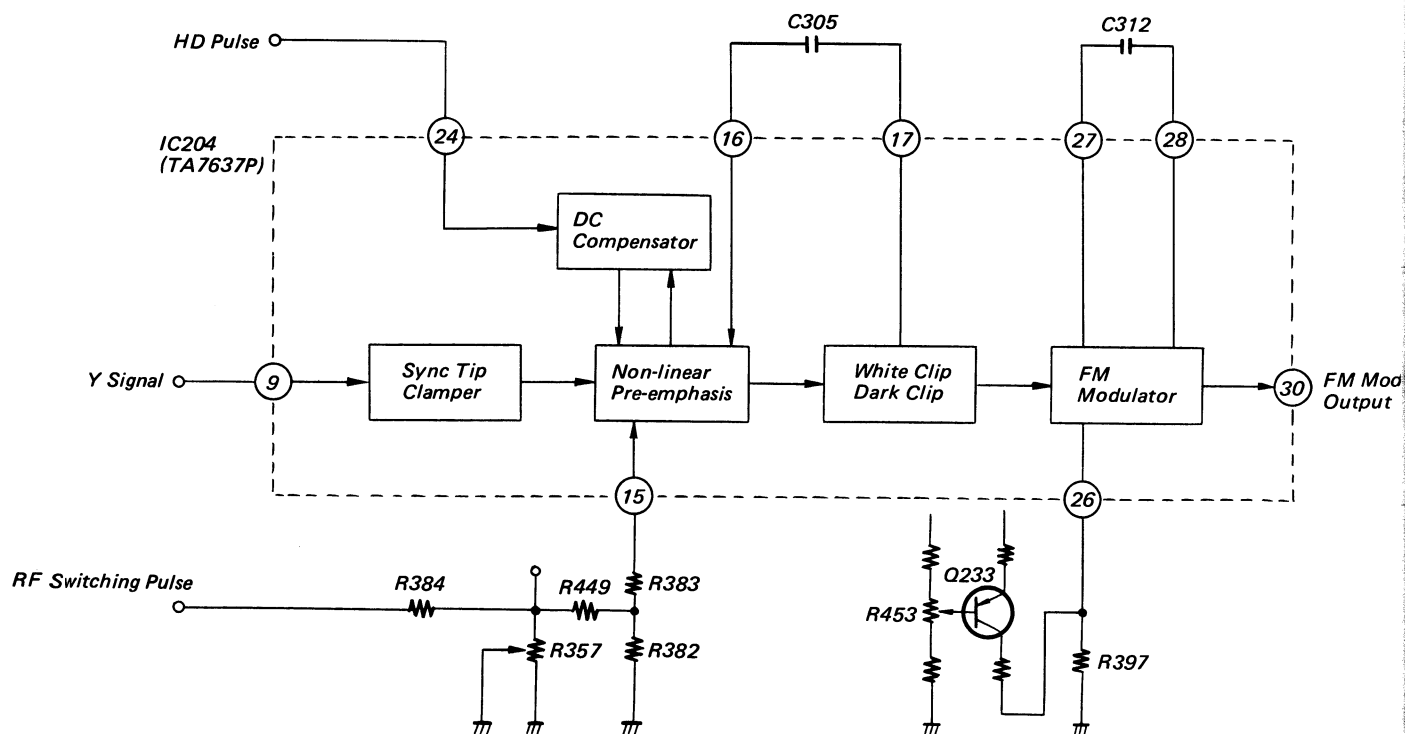 HD Pulse
C305
C312
IC204
(TA7637P)
24
16
17
27
28
DC
Compensator
Y Signal
9
Sync Tip
Clamper
Non-linear
Pre-emphasis
White Clip
Dark Clip
FM
Modulator
30
FM Mod
Output
15
26
RF Switching Pulse
R384
R449
R383
R357
R382
Q233
R453
R397